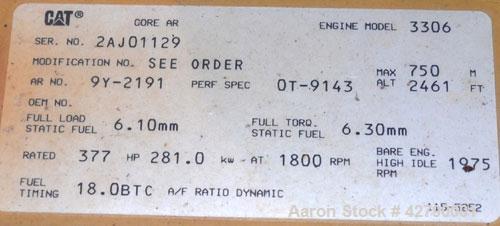 CAT® GORE AR ENGINE MODEL 3306
SER. NO. 2AJ01129
MODIFICATION NO. SEE ORDER
MAX 750 M
AR NO. 9Y-2191 PERF SPEC 0T-9143 ALT 2461 FT
OEM NO.
FULL LOAD STATIC FUEL 6.10mm FULL TORQ. STATIC FUEL 6.30mm
RATED 377 HP 281.0 kw - AT 1800 RPM BARE ENG. HIGH IDLE RPM 1975
FUEL TIMING 18.0BTC A/F RATIO DYNAMIC
Aaron Stock #